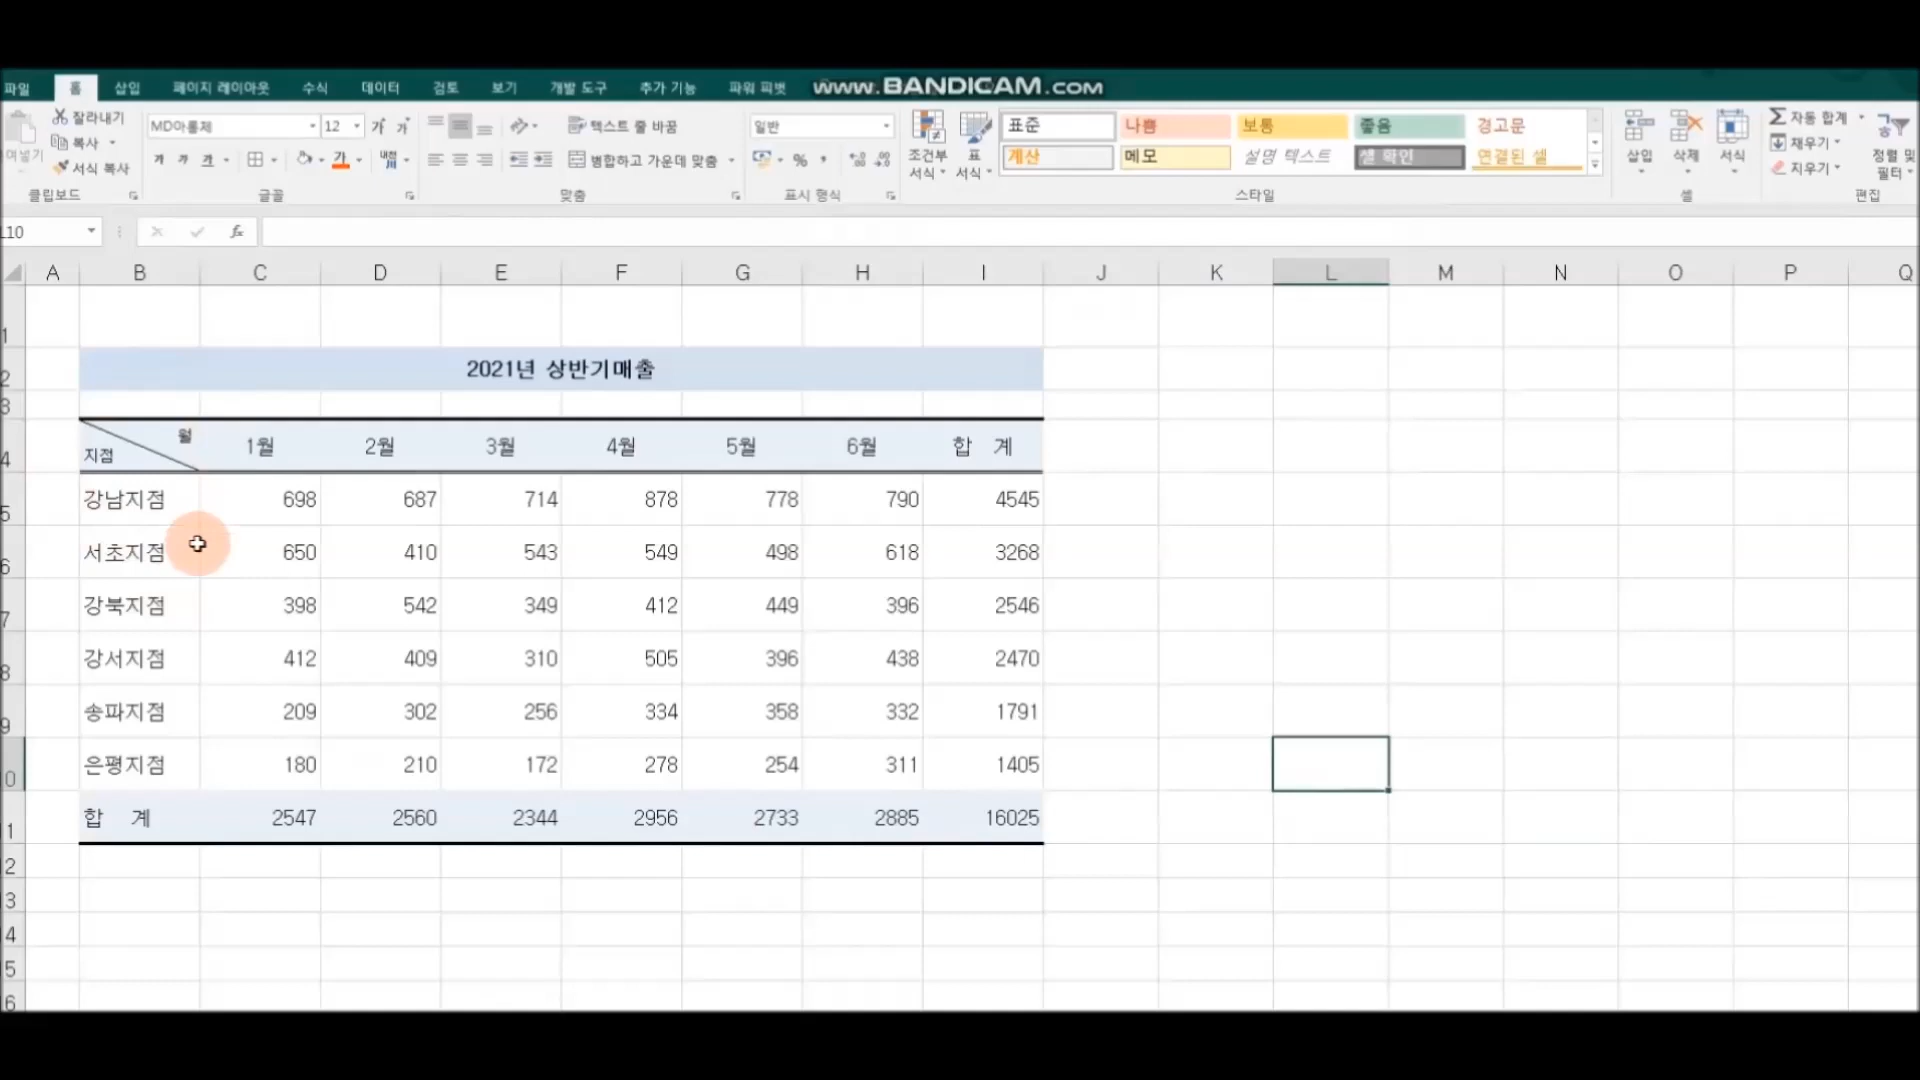 파일 홈 삽입 페이지 레이아웃 수식 데이터 검토 보기 개발 도구 추가 기능 파워 피벗 www.BANDICAM.com
잘라내기
복사
서식 복사
클립보드
MD아롱체 12
글꼴
텍스트 줄 바꿈
병합하고 가운데 맞춤
맞춤
일반
표시 형식
조건부 서식
표 서식
표준 나쁨 보통 좋음 경고문
계산 메모 설명 텍스트 셀 확인 연결된 셀
스타일
삽입 삭제 서식
셀
자동 합계
채우기
지우기
정렬 및
필터
편집
fx
A B C D E F G H I J K L M N O P Q
2021년 상반기매출
월
지점 1월 2월 3월 4월 5월 6월 합 계
강남지점 698 687 714 878 778 790 4545
서초지점 650 410 543 549 498 618 3268
강북지점 398 542 349 412 449 396 2546
강서지점 412 409 310 505 396 438 2470
송파지점 209 302 256 334 358 332 1791
은평지점 180 210 172 278 254 311 1405
합 계 2547 2560 2344 2956 2733 2885 16025